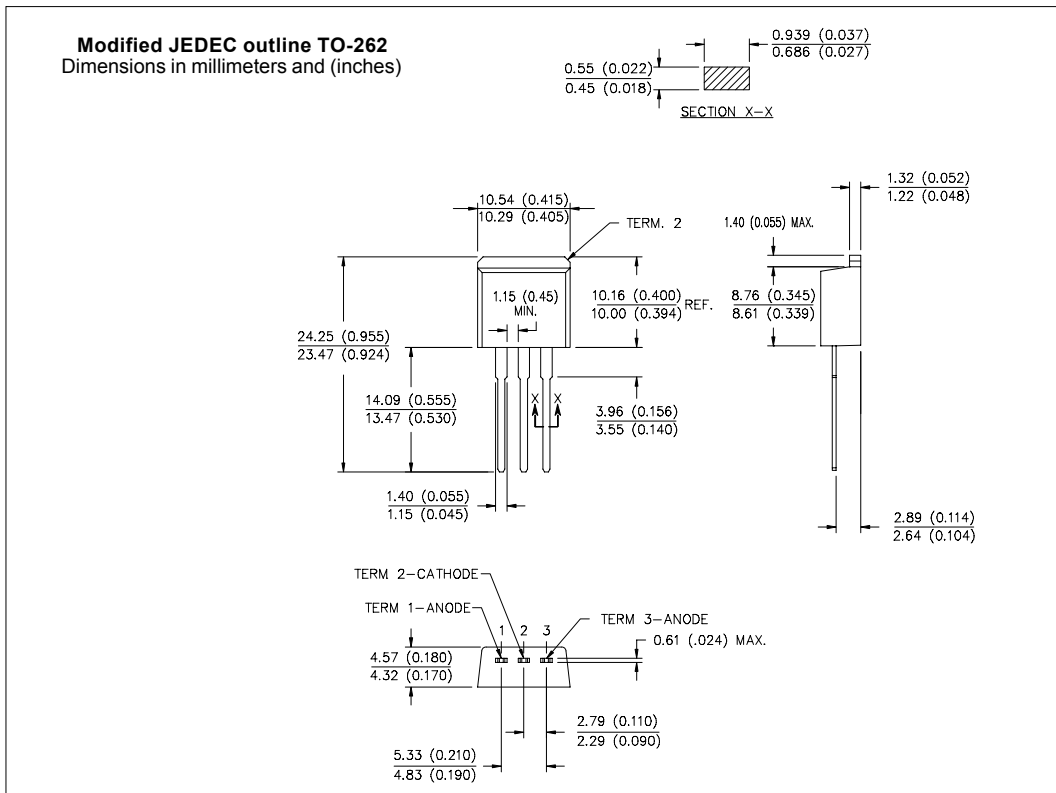 Modified JEDEC outline TO-262
Dimensions in millimeters and (inches)
0.939 (0.037)
0.686 (0.027)
0.55 (0.022)
0.45 (0.018)
SECTION X-X
1.32 (0.052)
1.22 (0.048)
10.54 (0.415)
10.29 (0.405)
TERM. 2
1.40 (0.055) MAX.
1.15 (0.45)
MIN.
10.16 (0.400)
10.00 (0.394)
REF.
8.76 (0.345)
8.61 (0.339)
24.25 (0.955)
23.47 (0.924)
14.09 (0.555)
13.47 (0.530)
X X
3.96 (0.156)
3.55 (0.140)
1.40 (0.055)
1.15 (0.045)
2.89 (0.114)
2.64 (0.104)
TERM 2-CATHODE
TERM 1-ANODE
TERM 3-ANODE
1 2 3
0.61 (.024) MAX.
4.57 (0.180)
4.32 (0.170)
2.79 (0.110)
2.29 (0.090)
5.33 (0.210)
4.83 (0.190)